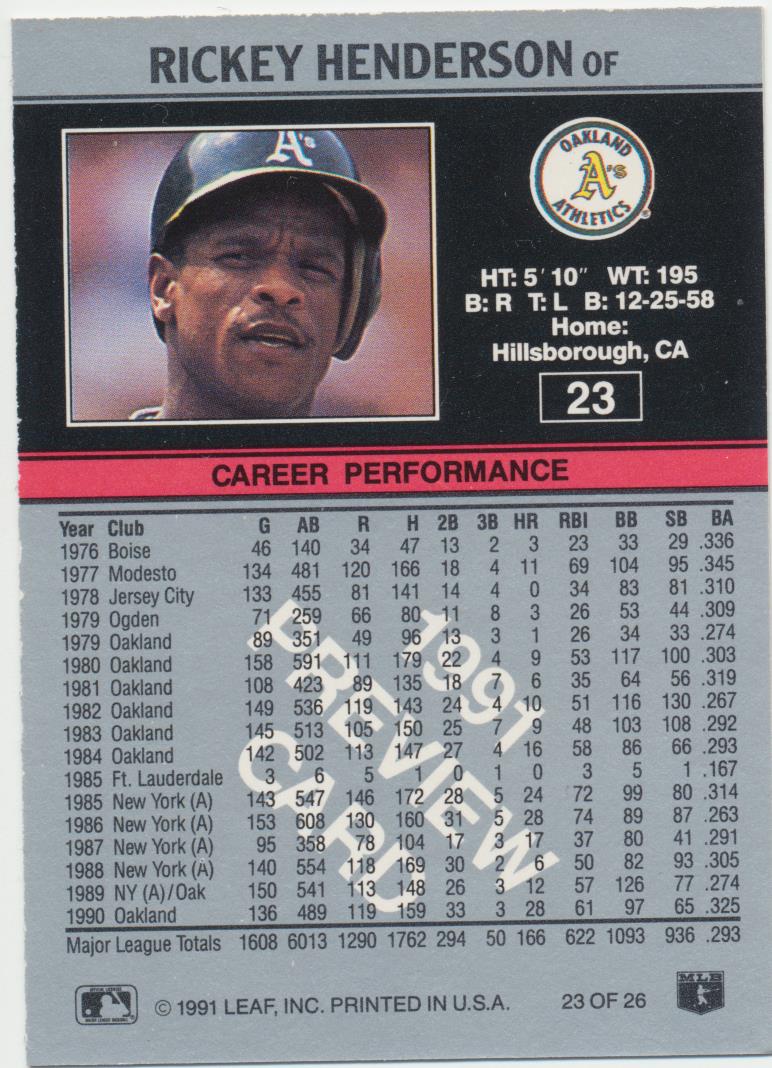 RICKEY HENDERSON OF
A's
OAKLAND
A's
ATHLETICS
®
HT: 5' 10" WT: 195
B: R T: L B: 12-25-58
Home:
Hillsborough, CA
23
CAREER PERFORMANCE
Year Club G AB R H 2B 3B HR RBI BB SB BA
1976 Boise 46 140 34 47 13 2 3 23 33 29 .336
1977 Modesto 134 481 120 166 18 4 11 69 104 95 .345
1978 Jersey City 133 455 81 141 14 4 0 34 83 81 .310
1979 Ogden 71 259 66 80 11 8 3 26 53 44 .309
1979 Oakland 89 351 49 96 13 3 1 26 34 33 .274
1980 Oakland 158 591 111 179 22 4 9 53 117 100 .303
1981 Oakland 108 423 89 135 18 7 6 35 64 56 .319
1982 Oakland 149 536 119 143 24 4 10 51 116 130 .267
1983 Oakland 145 513 105 150 25 7 9 48 103 108 .292
1984 Oakland 142 502 113 147 27 4 16 58 86 66 .293
1985 Ft. Lauderdale 3 6 5 1 0 1 0 3 5 1 .167
1985 New York (A) 143 547 146 172 28 5 24 72 99 80 .314
1986 New York (A) 153 608 130 160 31 5 28 74 89 87 .263
1987 New York (A) 95 358 78 104 17 3 17 37 80 41 .291
1988 New York (A) 140 554 118 169 30 2 6 50 82 93 .305
1989 NY (A)/Oak 150 541 113 148 26 3 12 57 126 77 .274
1990 Oakland 136 489 119 159 33 3 28 61 97 65 .325
Major League Totals 1608 6013 1290 1762 294 50 166 622 1093 936 .293
1991
PREVIEW
CARD
© 1991 LEAF, INC. PRINTED IN U.S.A. 23 OF 26
MLB